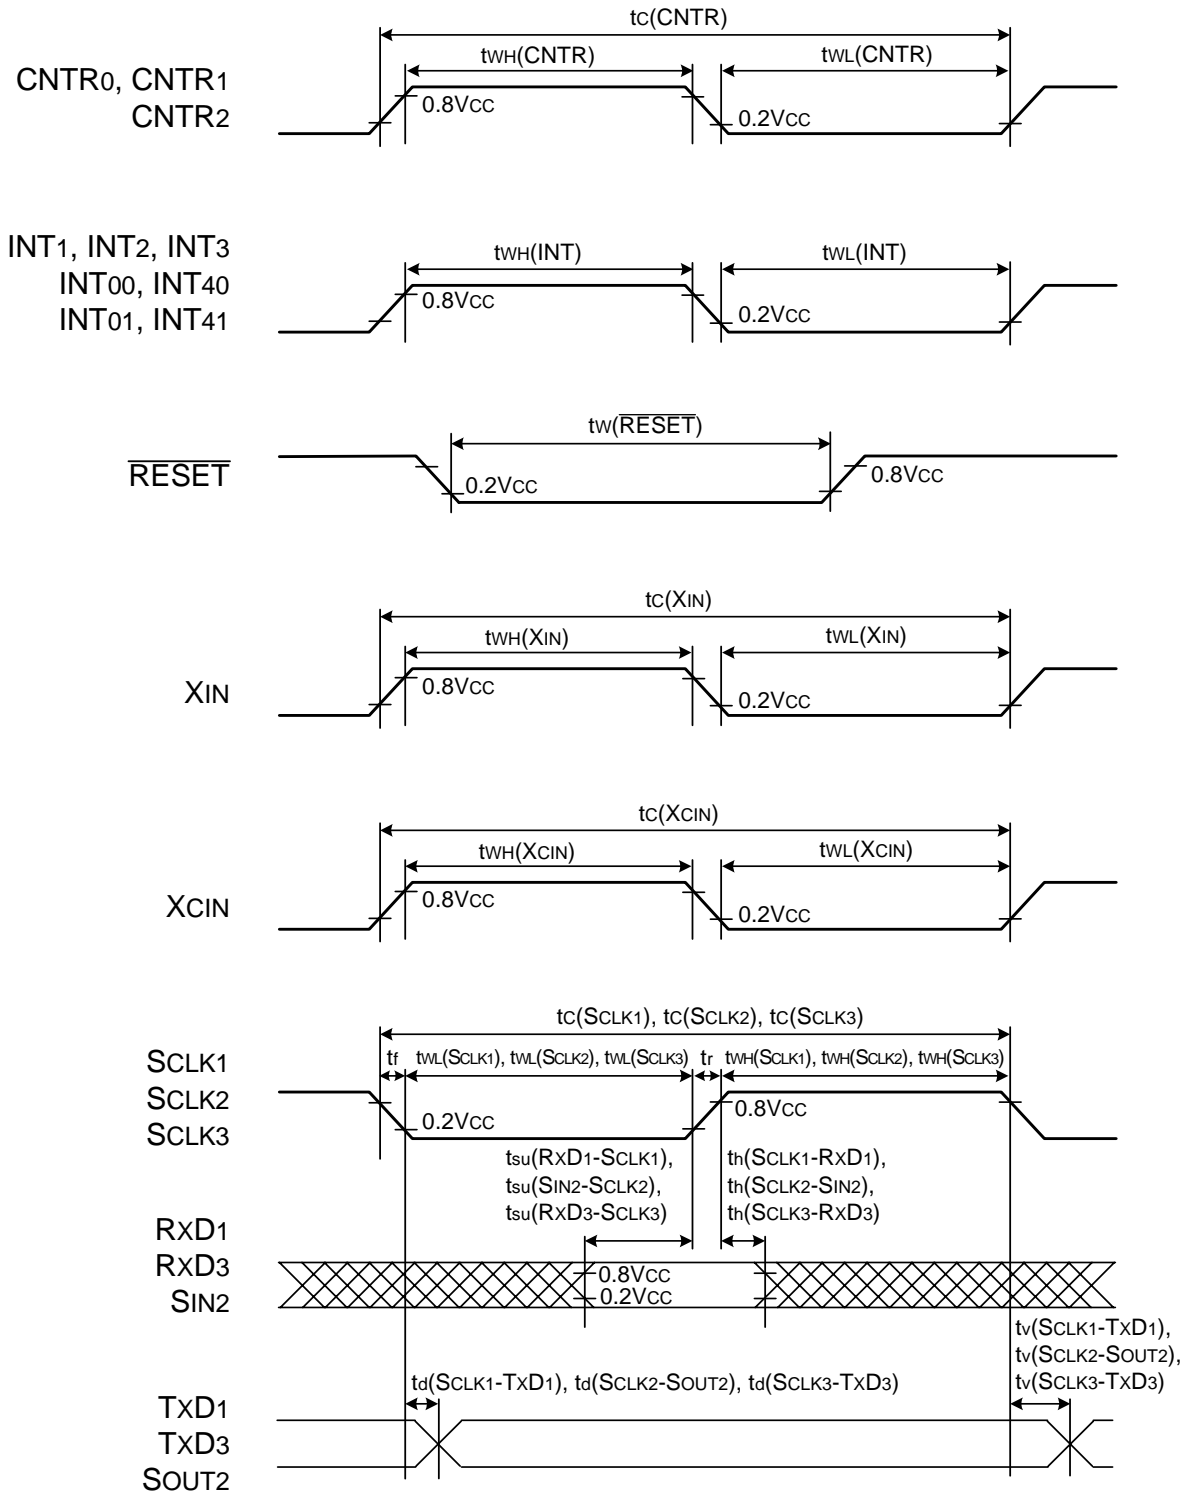 tC(CNTR)
tWH(CNTR) tWL(CNTR)
CNTR0, CNTR1
CNTR2
0.8VCC 0.2VCC
INT1, INT2, INT3
INT00, INT40
INT01, INT41
tWH(INT) tWL(INT)
0.8VCC 0.2VCC
tW(RESET)
RESET
0.2VCC 0.8VCC
tC(XIN)
tWH(XIN) tWL(XIN)
XIN
0.8VCC 0.2VCC
tC(XCIN)
tWH(XCIN) tWL(XCIN)
XCIN
0.8VCC 0.2VCC
tC(SCLK1), tC(SCLK2), tC(SCLK3)
tf tWL(SCLK1), tWL(SCLK2), tWL(SCLK3) tr tWH(SCLK1), tWH(SCLK2), tWH(SCLK3)
SCLK1
SCLK2
SCLK3
0.2VCC 0.8VCC
tsu(RXD1-SCLK1),
tsu(SIN2-SCLK2),
tsu(RXD3-SCLK3)
th(SCLK1-RXD1),
th(SCLK2-SIN2),
th(SCLK3-RXD3)
RXD1
RXD3
SIN2
0.8VCC
0.2VCC
tv(SCLK1-TXD1),
tv(SCLK2-SOUT2),
tv(SCLK3-TXD3)
td(SCLK1-TXD1), td(SCLK2-SOUT2), td(SCLK3-TXD3)
TXD1
TXD3
SOUT2